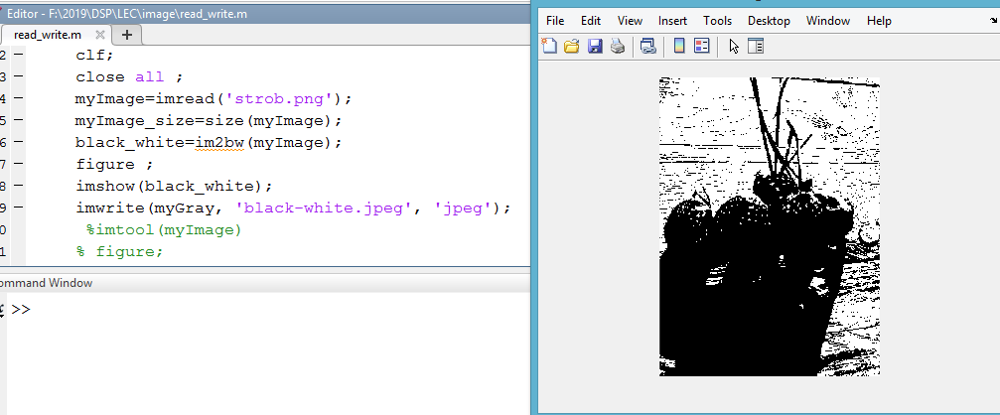 Editor - F:\2019\DSP\LEC\image\read_write.m
read_write.m
2 - clf;
3 - close all ;
4 - myImage=imread('strob.png');
5 - myImage_size=size(myImage);
6 - black_white=im2bw(myImage);
7 - figure ;
8 - imshow(black_white);
9 - imwrite(myGray, 'black-white.jpeg', 'jpeg');
0 %imtool(myImage)
1 % figure;
ommand Window
>>
File Edit View Insert Tools Desktop Window Help